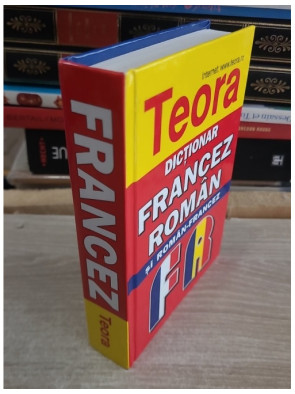 Internet: www.teora.ro
Teora
DICȚIONAR
FRANCEZ
ROMÂN
ȘI ROMÂN-FRANCEZ
FR
FRANCEZ
Teora